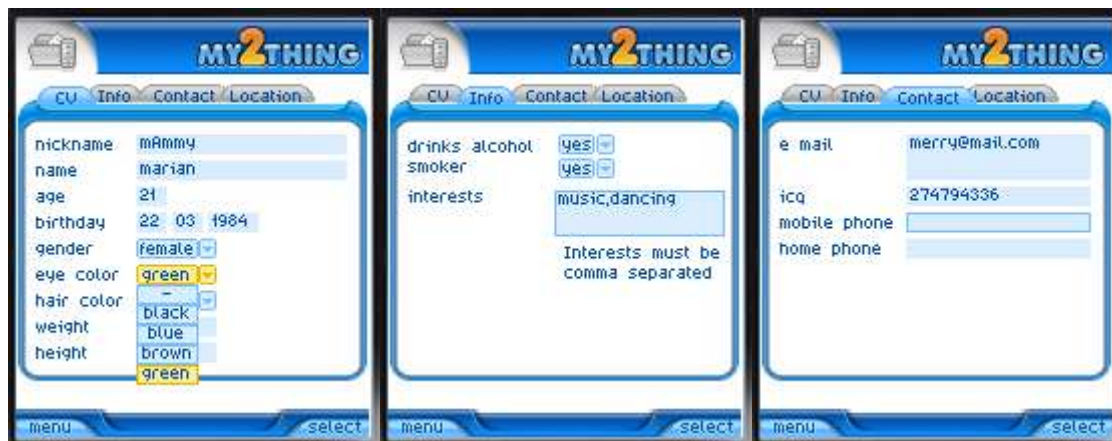 MY2THING
CV Info Contact Location
nickname mAmmy
name marian
age 21
birthday 22 03 1984
gender female
eye color green
-
hair color
black
weight
blue
height brown
green
menu select
MY2THING
CV Info Contact Location
drinks alcohol yes
smoker yes
interests music,dancing
Interests must be
comma separated
menu select
MY2THING
CV Info Contact Location
e mail merry@mail.com
icq 274794336
mobile phone
home phone
menu select